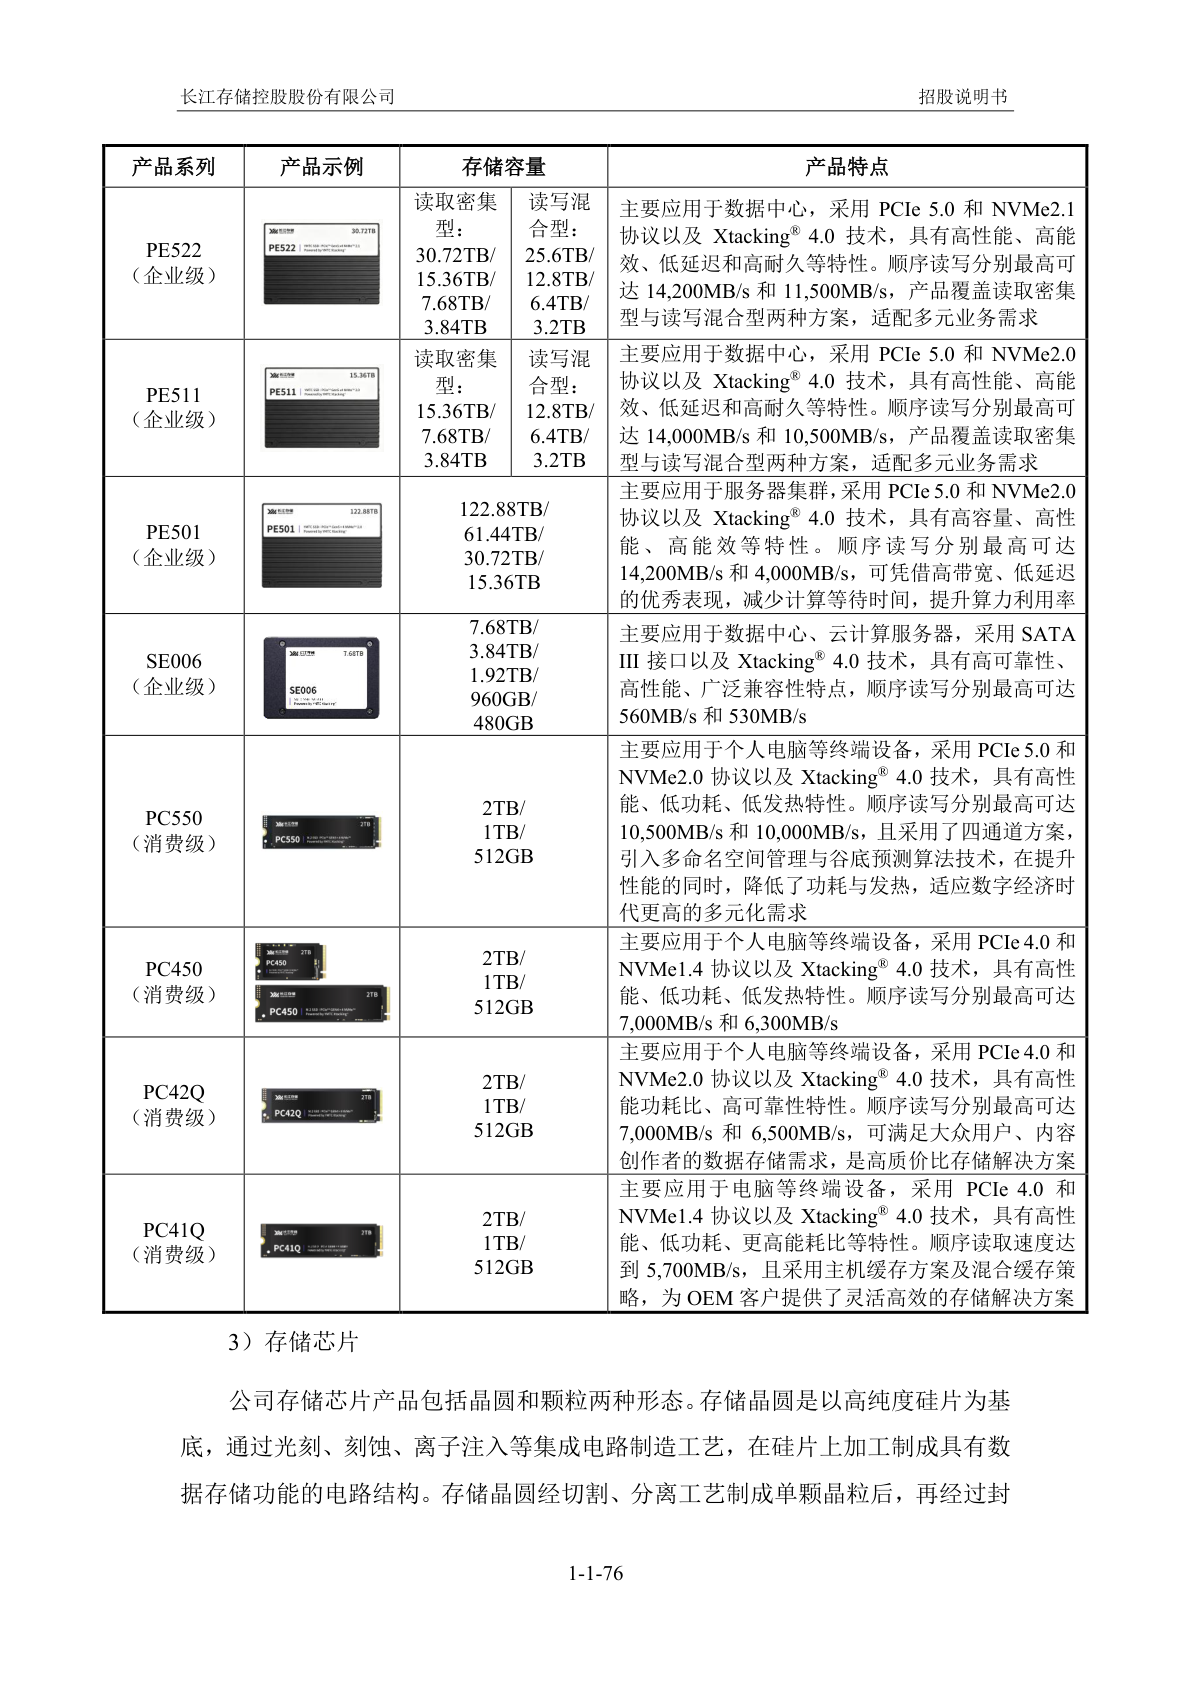 长江存储控股股份有限公司
招股说明书
产品系列
产品示例
存储容量
产品特点
PE522
（企业级）
30.72TB
PE522
读取密集
型：
30.72TB/
15.36TB/
7.68TB/
3.84TB
读写混
合型：
25.6TB/
12.8TB/
6.4TB/
3.2TB
主要应用于数据中心，采用 PCIe 5.0 和 NVMe2.1
协议以及 Xtacking® 4.0 技术，具有高性能、高能
效、低延迟和高耐久等特性。顺序读写分别最高可
达 14,200MB/s 和 11,500MB/s，产品覆盖读取密集
型与读写混合型两种方案，适配多元业务需求
PE511
（企业级）
15.36TB
PE511
读取密集
型：
15.36TB/
7.68TB/
3.84TB
读写混
合型：
12.8TB/
6.4TB/
3.2TB
主要应用于数据中心，采用 PCIe 5.0 和 NVMe2.0
协议以及 Xtacking® 4.0 技术，具有高性能、高能
效、低延迟和高耐久等特性。顺序读写分别最高可
达 14,000MB/s 和 10,500MB/s，产品覆盖读取密集
型与读写混合型两种方案，适配多元业务需求
PE501
（企业级）
122.88TB
PE501
122.88TB/
61.44TB/
30.72TB/
15.36TB
主要应用于服务器集群，采用 PCIe 5.0 和 NVMe2.0
协议以及 Xtacking® 4.0 技术，具有高容量、高性
能、高能效等特性。顺序读写分别最高可达
14,200MB/s 和 4,000MB/s，可凭借高带宽、低延迟
的优秀表现，减少计算等待时间，提升算力利用率
SE006
（企业级）
7.68TB
SE006
7.68TB/
3.84TB/
1.92TB/
960GB/
480GB
主要应用于数据中心、云计算服务器，采用 SATA
III 接口以及 Xtacking® 4.0 技术，具有高可靠性、
高性能、广泛兼容性特点，顺序读写分别最高可达
560MB/s 和 530MB/s
PC550
（消费级）
2TB
PC550
2TB/
1TB/
512GB
主要应用于个人电脑等终端设备，采用 PCIe 5.0 和
NVMe2.0 协议以及 Xtacking® 4.0 技术，具有高性
能、低功耗、低发热特性。顺序读写分别最高可达
10,500MB/s 和 10,000MB/s，且采用了四通道方案，
引入多命名空间管理与谷底预测算法技术，在提升
性能的同时，降低了功耗与发热，适应数字经济时
代更高的多元化需求
PC450
（消费级）
2TB
PC450
2TB
PC450
2TB/
1TB/
512GB
主要应用于个人电脑等终端设备，采用 PCIe 4.0 和
NVMe1.4 协议以及 Xtacking® 4.0 技术，具有高性
能、低功耗、低发热特性。顺序读写分别最高可达
7,000MB/s 和 6,300MB/s
PC42Q
（消费级）
2TB
PC42Q
2TB/
1TB/
512GB
主要应用于个人电脑等终端设备，采用 PCIe 4.0 和
NVMe2.0 协议以及 Xtacking® 4.0 技术，具有高性
能功耗比、高可靠性特性。顺序读写分别最高可达
7,000MB/s 和 6,500MB/s，可满足大众用户、内容
创作者的数据存储需求，是高质价比存储解决方案
PC41Q
（消费级）
2TB
PC41Q
2TB/
1TB/
512GB
主要应用于电脑等终端设备，采用 PCIe 4.0 和
NVMe1.4 协议以及 Xtacking® 4.0 技术，具有高性
能、低功耗、更高能耗比等特性。顺序读取速度达
到 5,700MB/s，且采用主机缓存方案及混合缓存策
略，为 OEM 客户提供了灵活高效的存储解决方案
3）存储芯片
公司存储芯片产品包括晶圆和颗粒两种形态。存储晶圆是以高纯度硅片为基
底，通过光刻、刻蚀、离子注入等集成电路制造工艺，在硅片上加工制成具有数
据存储功能的电路结构。存储晶圆经切割、分离工艺制成单颗晶粒后，再经过封
1-1-76